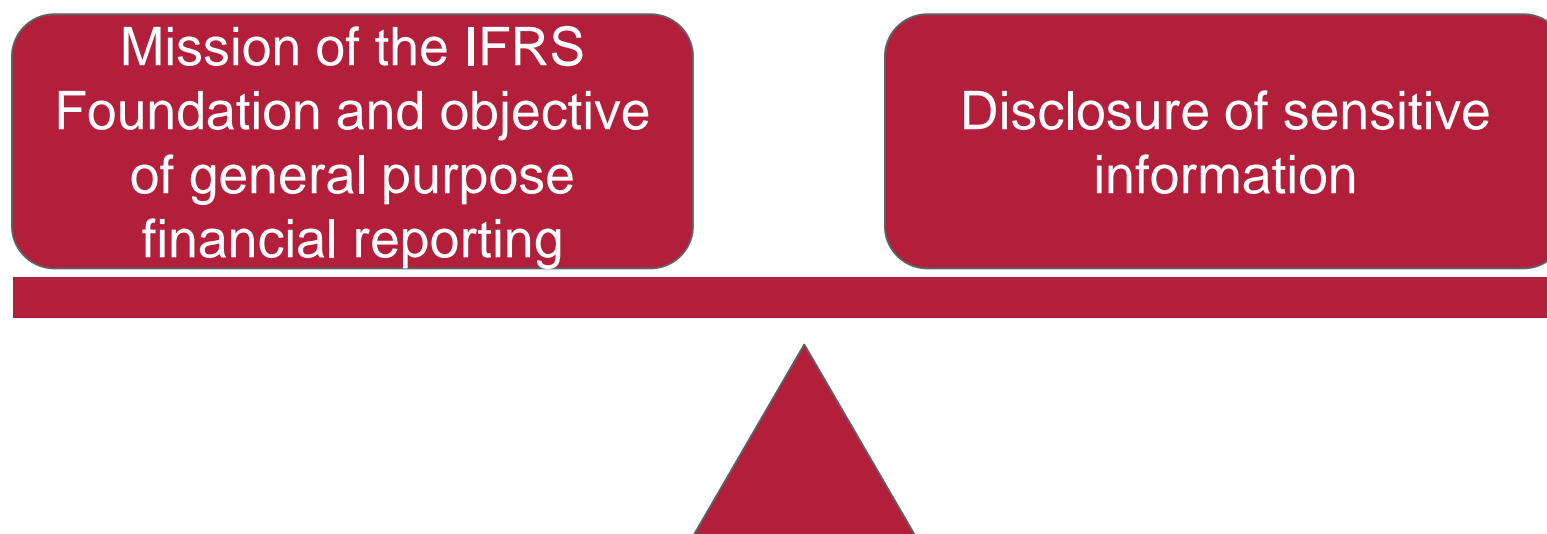 Mission of the IFRS
Foundation and objective
of general purpose
financial reporting
Disclosure of sensitive
information